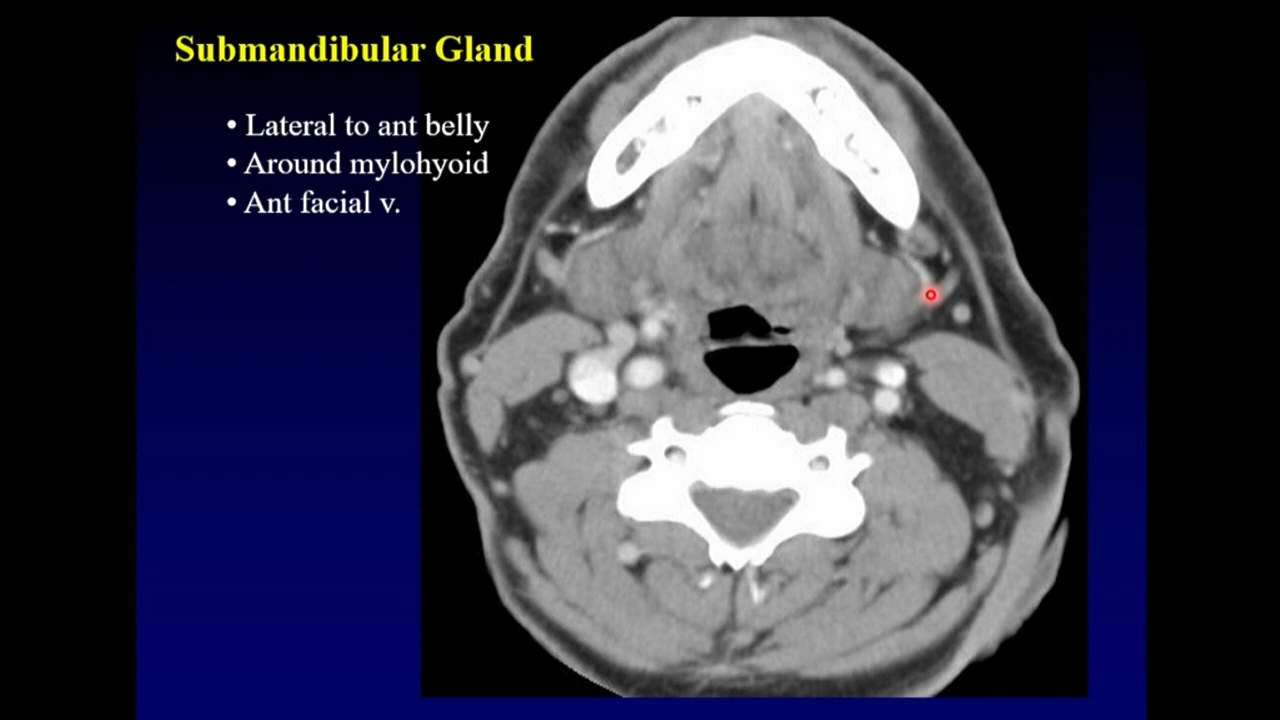 Submandibular Gland
• Lateral to ant belly
• Around mylohyoid
• Ant facial v.